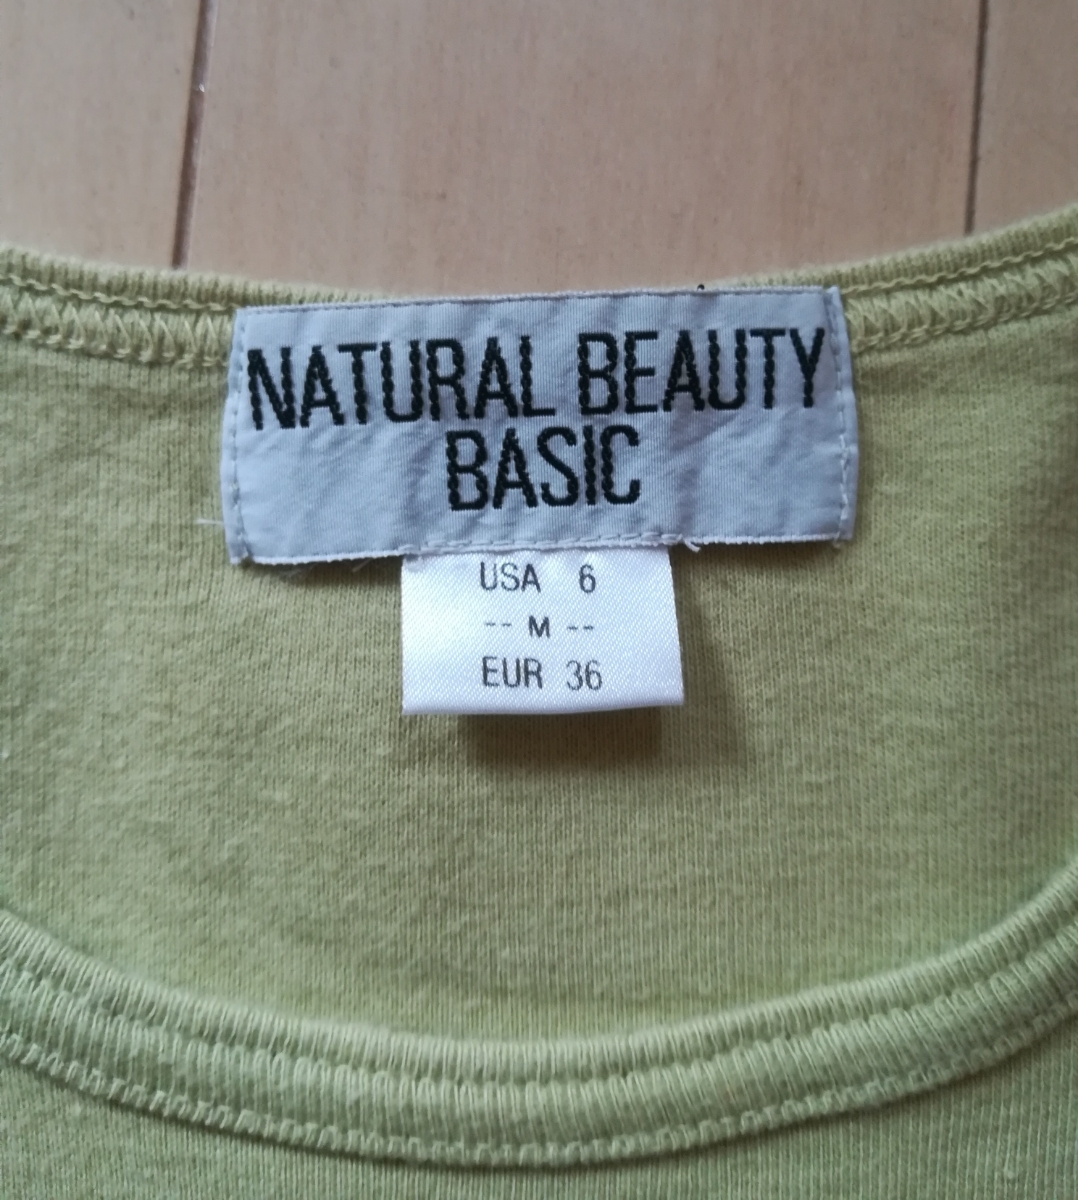 NATURAL BEAUTY
BASIC
USA 6
-- M --
EUR 36